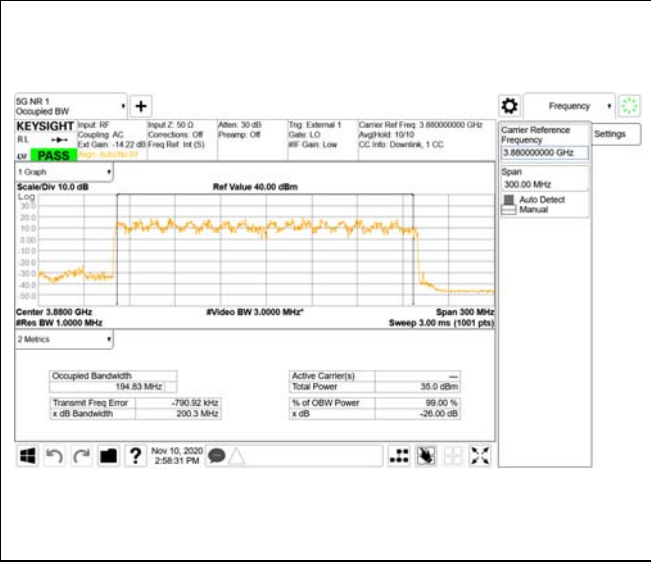 5G NR 1
Occupied BW
Frequency
KEYSIGHT Input: RF Input Z: 50 Ω Atten: 30 dB Trig: External 1 Carrier Ref Freq: 3.880000000 GHz
RL Coupling: AC Corrections: Off Preamp: Off Gate: LO Avg|Hold: 10/10
Ext Gain: -14.22 dB Freq Ref: Int (S) #IF Gain: Low CC Info: Downlink, 1 CC
PASS Align: Auto/No RF
Carrier Reference Frequency
3.880000000 GHz
Settings
Span
300.00 MHz
Auto Detect
Manual
1 Graph
Scale/Div 10.0 dB Ref Value 40.00 dBm
Log
30.0
20.0
10.0
0.00
-10.0
-20.0
-30.0
-40.0
-50.0
Center 3.8800 GHz #Video BW 3.0000 MHz* Span 300 MHz
#Res BW 1.0000 MHz Sweep 3.00 ms (1001 pts)
2 Metrics
Occupied Bandwidth
194.83 MHz
Active Carrier(s) —
Total Power 35.0 dBm
Transmit Freq Error -790.92 kHz % of OBW Power 99.00 %
x dB Bandwidth 200.3 MHz x dB -26.00 dB
? Nov 10, 2020
2:58:31 PM